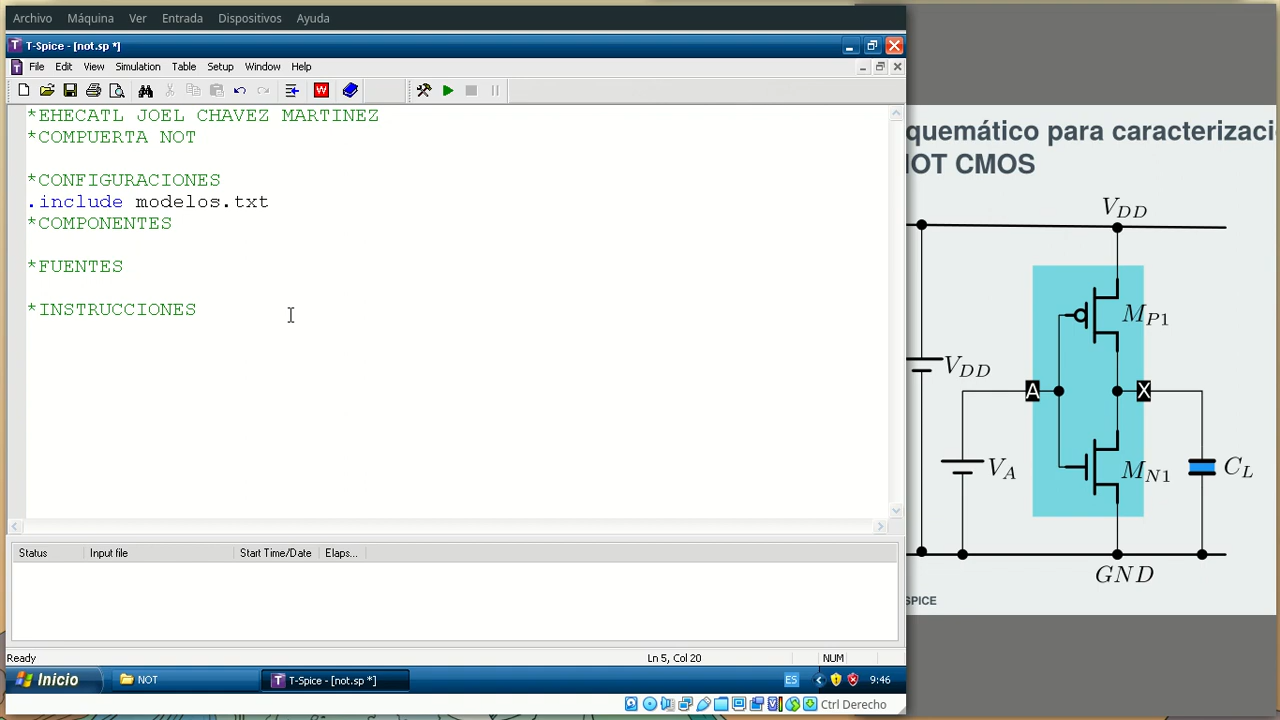 Archivo Máquina Ver Entrada Dispositivos Ayuda
T-Spice - [not.sp *]
File Edit View Simulation Table Setup Window Help
*EHECATL JOEL CHAVEZ MARTINEZ
*COMPUERTA NOT
*CONFIGURACIONES
.include modelos.txt
*COMPONENTES
*FUENTES
*INSTRUCCIONES
Status Input file Start Time/Date Elaps...
Ready Ln 5, Col 20 NUM
Inicio NOT T-Spice - [not.sp *] ES 9:46
Ctrl Derecho
quemático para caracterizaci
NOT CMOS
VDD
MP1
VDD
A X
VA
MN1
CL
GND
SPICE